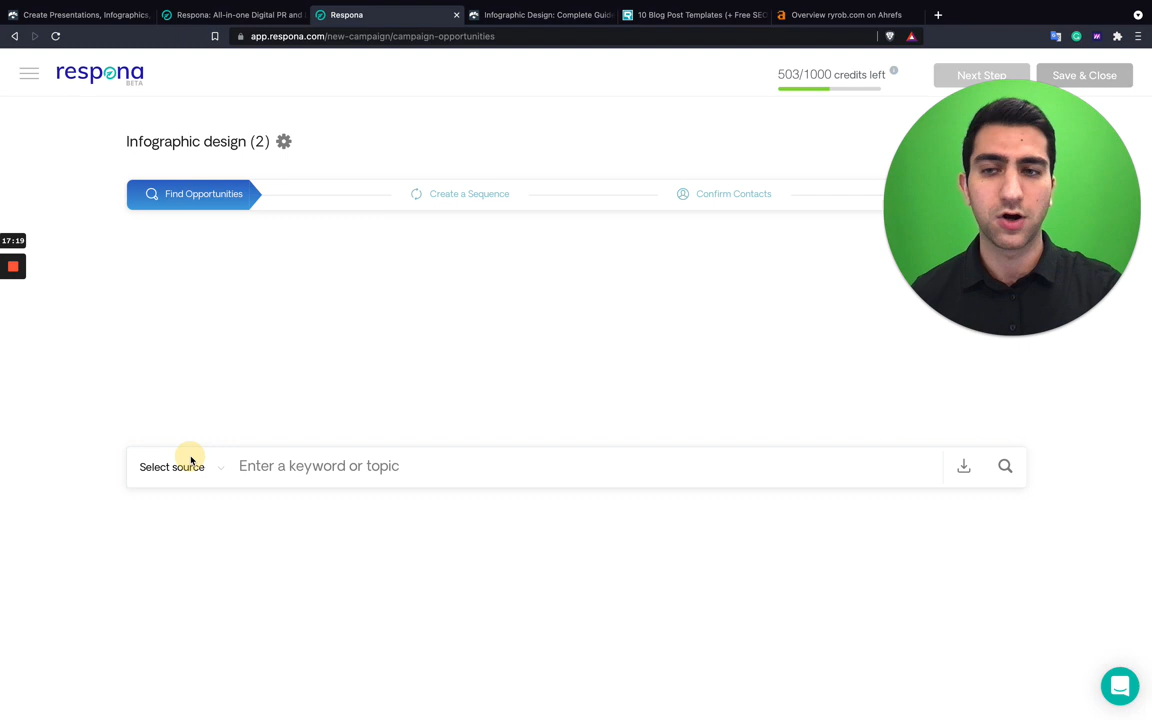 Create Presentations, Infographics,
Respona: All-in-one Digital PR and
Respona
Infographic Design: Complete Guide
10 Blog Post Templates (+ Free SEO
Overview ryrob.com on Ahrefs
app.respona.com/new-campaign/campaign-opportunities
respona
BETA
503/1000 credits left
Next Step
Save & Close
Infographic design (2)
Find Opportunities
Create a Sequence
Confirm Contacts
17:19
Select source
Enter a keyword or topic